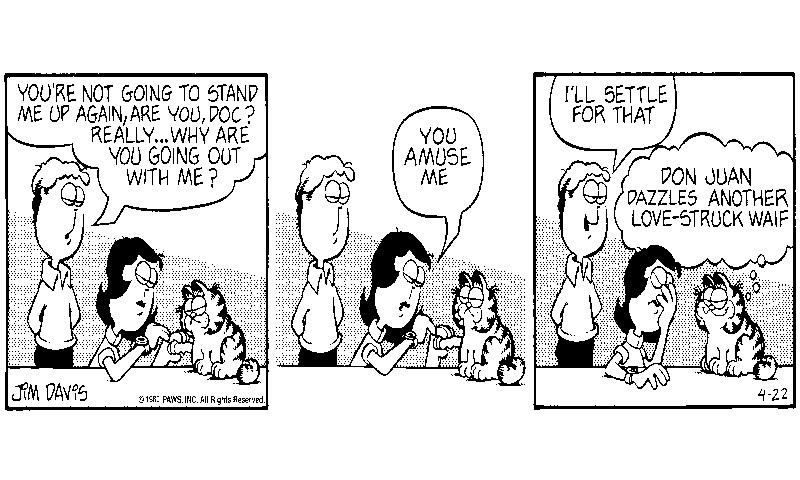 YOU'RE NOT GOING TO STAND
ME UP AGAIN, ARE YOU, DOC?
REALLY...WHY ARE
YOU GOING OUT
WITH ME?
JIM DAVIS
PAWS, INC. All Rights Reserved.
YOU
AMUSE
ME
I'LL SETTLE
FOR THAT
DON JUAN
DAZZLES ANOTHER
LOVE-STRUCK WAIF
4-22